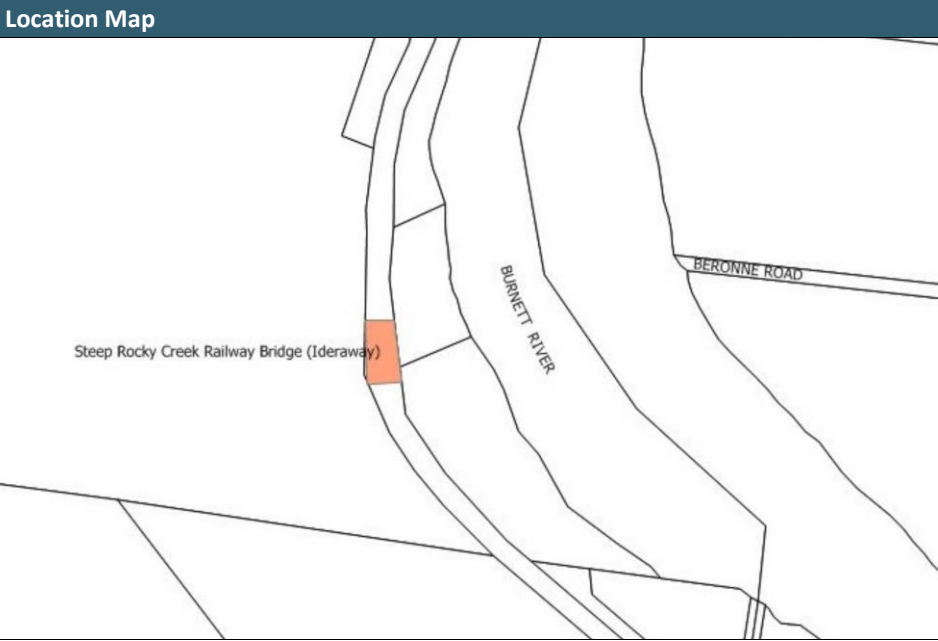 Location Map
BERONNE ROAD
BURNETT RIVER
Steep Rocky Creek Railway Bridge (Ideraway)